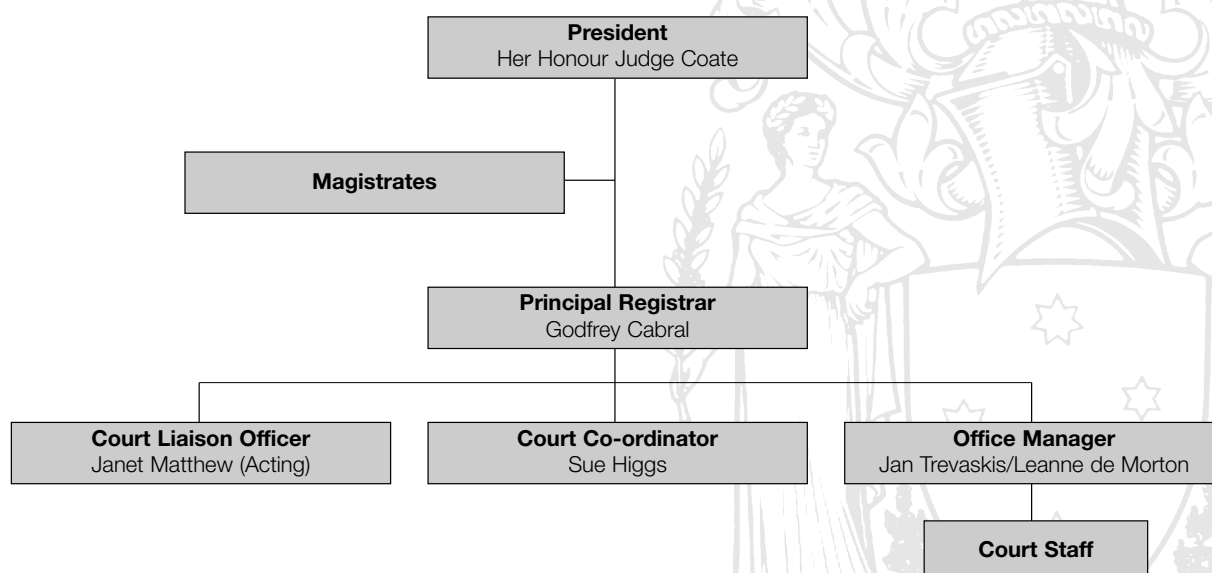 President
Her Honour Judge Coate
Magistrates
Principal Registrar
Godfrey Cabral
Court Liaison Officer
Janet Matthew (Acting)
Court Co-ordinator
Sue Higgs
Office Manager
Jan Trevaskis/Leanne de Morton
Court Staff